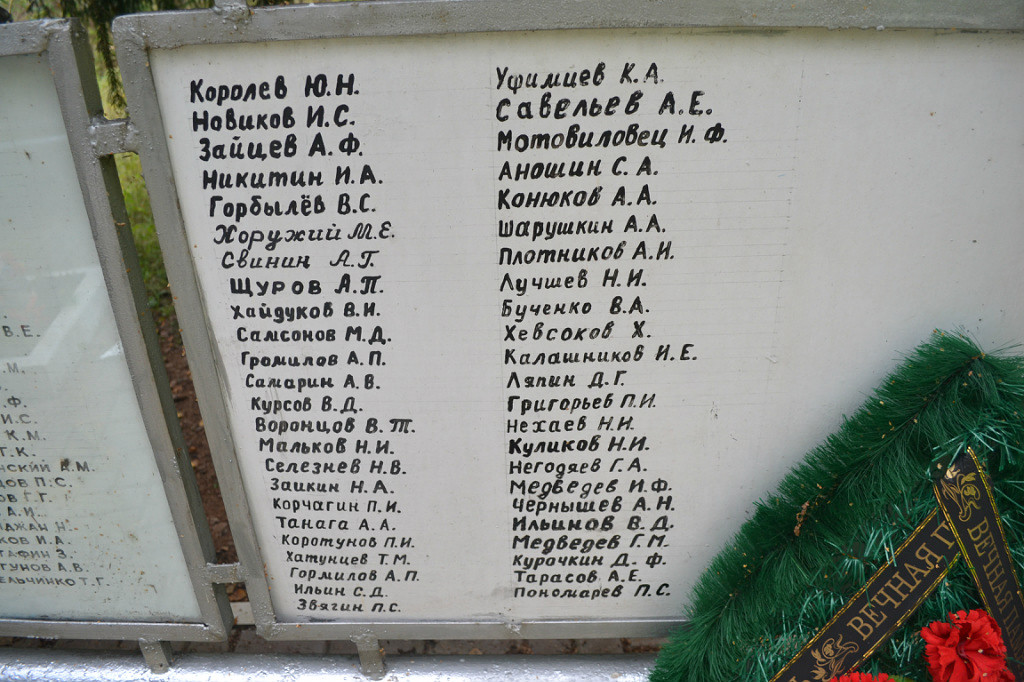 В.Е.
Ф.
И.С.
К.М.
Т.К.
П.С.
Г.Г.
А.И.
И.А.
З.
А.В.
Т.Г.
Королев Ю.Н.
Новиков И.С.
Зайцев А.Ф.
Никитин И.А.
Горбылёв В.С.
Хоружий М.Е.
Свинин А.Г.
Щуров А.П.
Хайдуков В.И.
Самсонов М.Д.
Громилов А.П.
Самарин А.В.
Курсов В.Д.
Воронцов В.Т.
Мальков Н.И.
Селезнев Н.В.
Заикин Н.А.
Корчагин П.И.
Танага А.А.
Коротунов П.И.
Хатунцев Т.М.
Гормилов А.П.
Ильин С.Д.
Звягин П.С.
Уфимцев К.А.
Савельев А.Е.
Мотовиловец И.Ф.
Аношин С.А.
Конюков А.А.
Шарушкин А.А.
Плотников А.И.
Лучшев Н.И.
Бученко В.А.
Хевсоков Х.
Калашников И.Е.
Ляпин Д.Г.
Григорьев П.И.
Нехаев Н.И.
Куликов Н.И.
Негодяев Г.А.
Медведев И.Ф.
Чернышев А.Н.
Ильинов В.Д.
Медведев Г.М.
Курочкин Д.Ф.
Тарасов А.Е.
Пономарев П.С.
ВЕЧНАЯ П
ВЕЧНАЯ